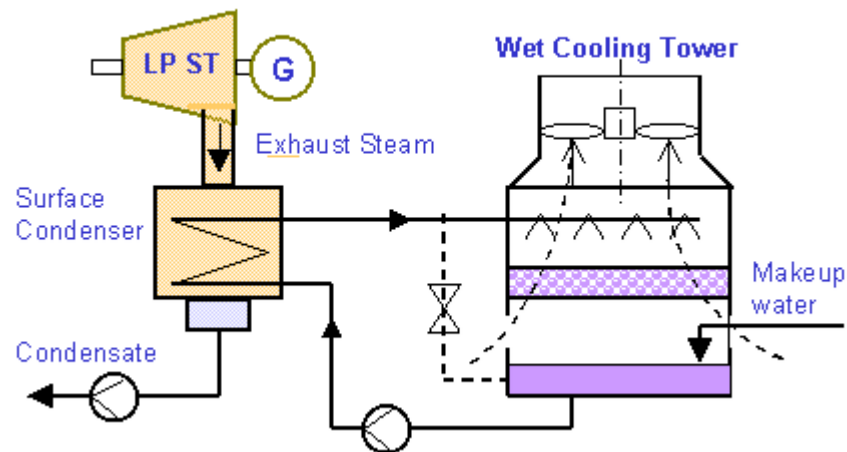 Wet Cooling Tower
LP ST
G
Exhaust Steam
Surface
Condenser
Makeup
water
Condensate